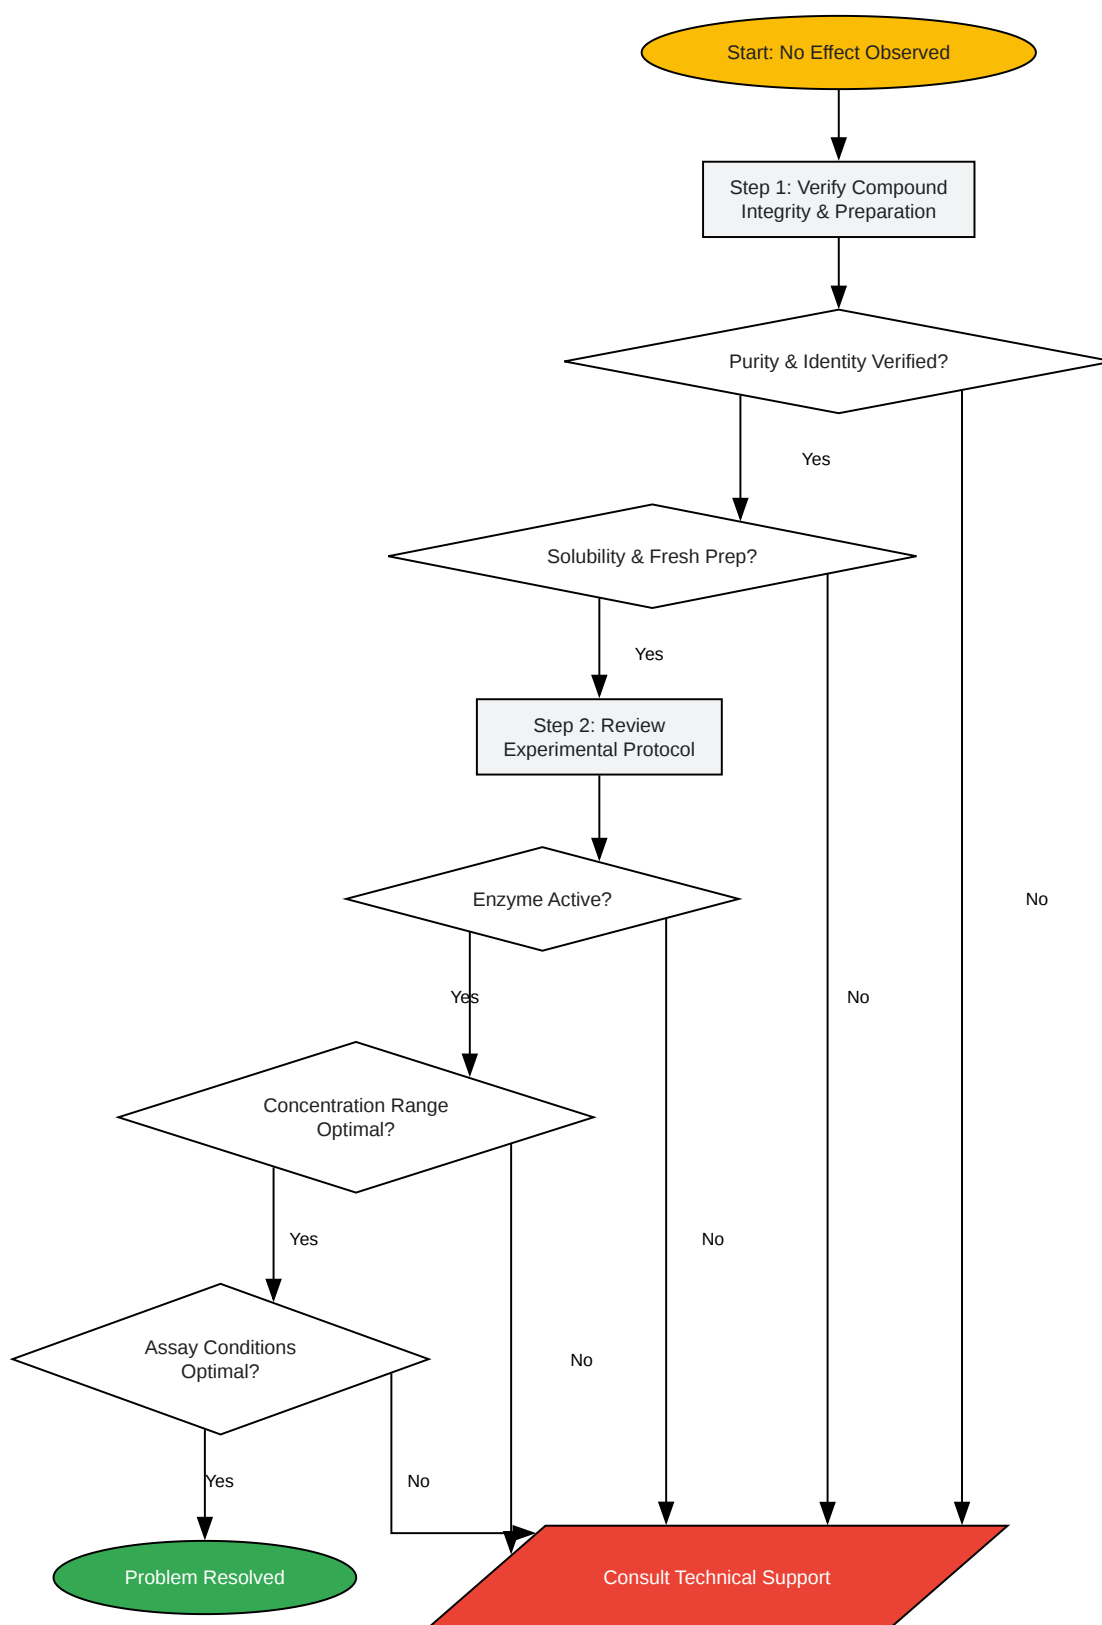 Start: No Effect Observed
Step 1: Verify Compound
Integrity & Preparation
Purity & Identity Verified?
Yes
Solubility & Fresh Prep?
Yes
Step 2: Review
Experimental Protocol
Enzyme Active?
No
Yes
No
Concentration Range
Optimal?
Yes
No
Assay Conditions
Optimal?
No
Yes
No
Problem Resolved
Consult Technical Support